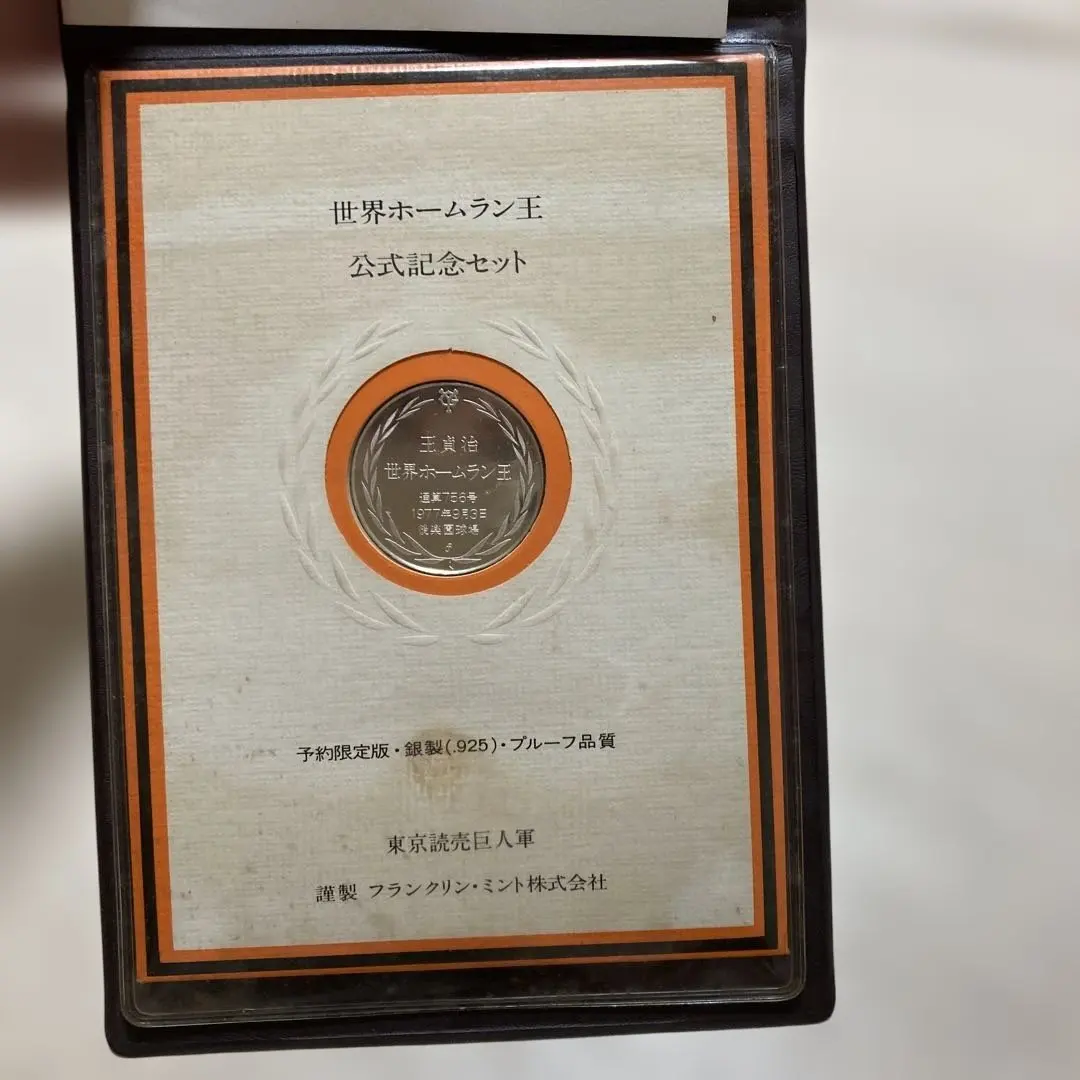 世界ホームラン王
公式記念セット
王貞治
世界ホームラン王
通算756号
1977年9月3日
後楽園球場
予約限定版・銀製(.925)・プルーフ品質
東京読売巨人軍
謹製 フランクリン・ミント株式会社